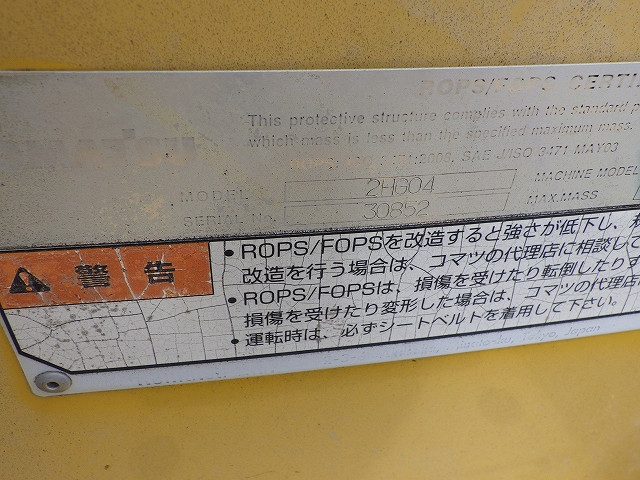 ROPS/FOPS CERTI
This protective structure complies with the standard p
which mass is less than the specified maximum mass.
2008, SAE J/ISO 3471 MAY03
MODEL 2HG04 MACHINE MODEL
SERIAL No. 30852 MAX.MASS
警告
• ROPS/FOPSを改造すると強さが低下し、
改造を行う場合は、コマツの代理店に相談して
• ROPS/FOPSは、損傷を受けたり転倒したりす
損傷を受けたり変形した場合は、コマツの代理店
• 運転時は、必ずシートベルトを着用して下さい。
Japan